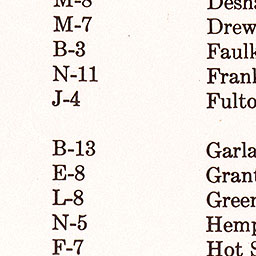 M-8 Desha
M-7 Drew
B-3 Faulk
N-11 Frank
J-4 Fulto
B-13 Garla
E-8 Grant
L-8 Green
N-5 Hemp
F-7 Hot S